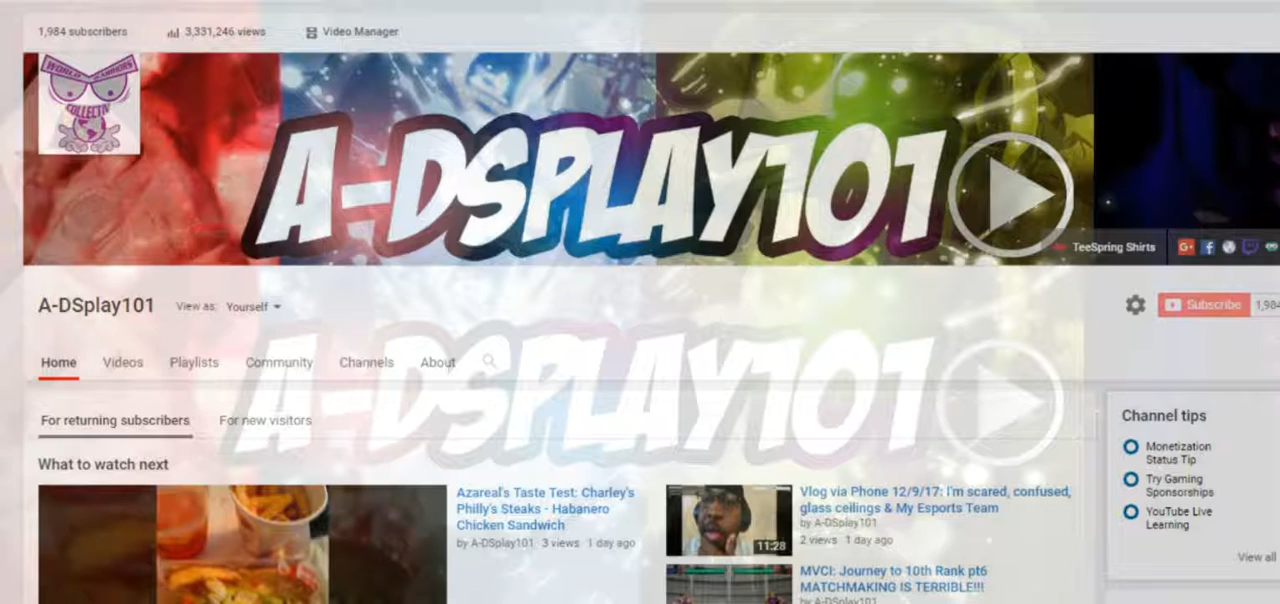 1,984 subscribers
3,331,246 views
Video Manager
WORLD WARRIORS
COLLECTIV
A-DSPLAY101
TeeSpring Shirts
A-DSplay101
View as: Yourself
Subscribe
1,984
Home
Videos
Playlists
Community
Channels
About
A-DSPLAY101
For returning subscribers
For new visitors
What to watch next
Azareal's Taste Test: Charley's
Philly's Steaks - Habanero
Chicken Sandwich
by A-DSplay101 3 views 1 day ago
11:28
Vlog via Phone 12/9/17: I'm scared, confused,
glass ceilings & My Esports Team
by A-DSplay101
2 views 1 day ago
MVCI: Journey to 10th Rank pt6
MATCHMAKING IS TERRIBLE!!!
by A-DSplay101
Channel tips
Monetization
Status Tip
Try Gaming
Sponsorships
YouTube Live
Learning
View all